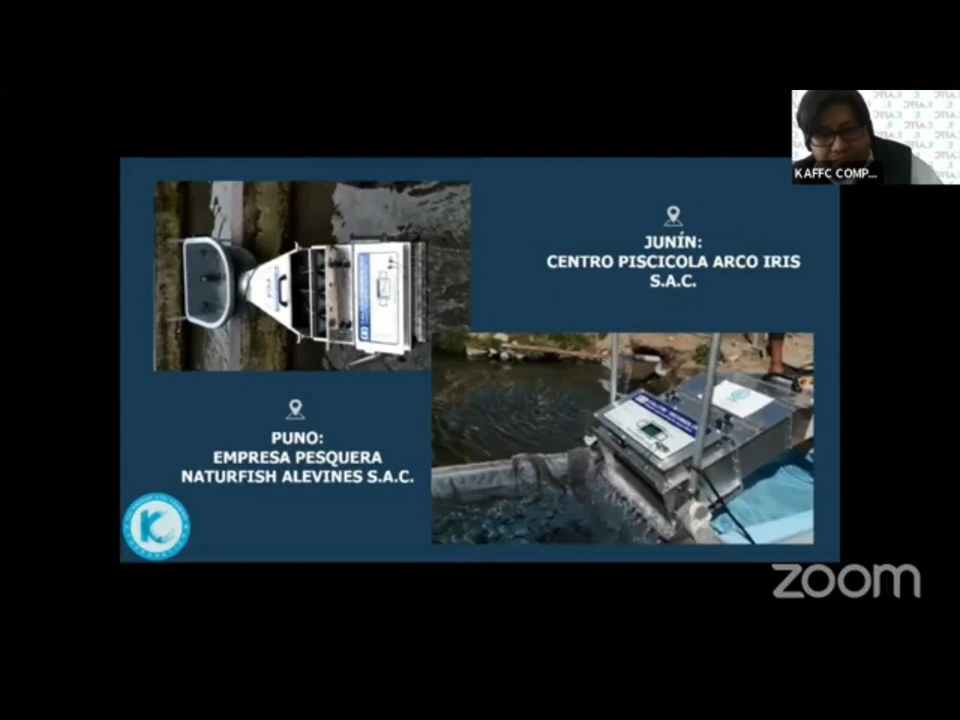 KAFFC COMP...
JUNÍN:
CENTRO PISCICOLA ARCO IRIS
S.A.C.
PUNO:
EMPRESA PESQUERA
NATURFISH ALEVINES S.A.C.
K
zoom